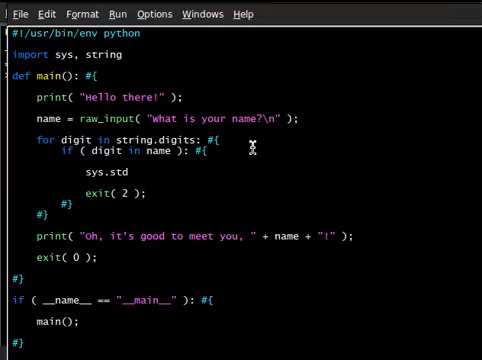 File Edit Format Run Options Windows Help
#!/usr/bin/env python
import sys, string
def main(): #{
print( "Hello there!" );
name = raw_input( "What is your name?\n" );
for digit in string.digits: #{
if ( digit in name ): #{
sys.std
exit( 2 );
#}
#}
print( "Oh, it's good to meet you, " + name + "!" );
exit( 0 );
#}
if ( __name__ == "__main__" ): #{
main();
#}